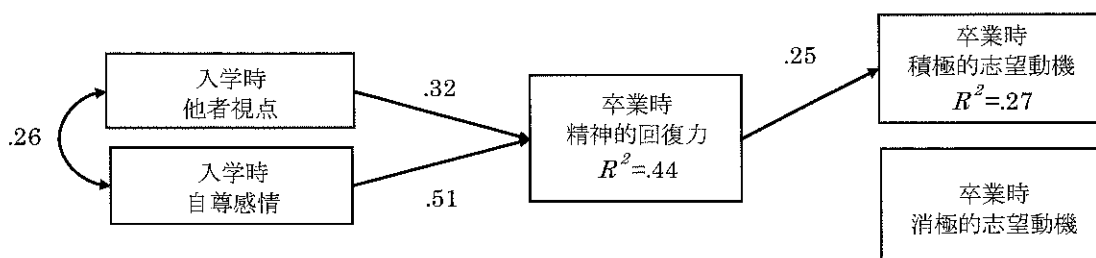 入学時
他者視点
.26
入学時
自尊感情
.32
.51
卒業時
精神的回復力
R²=.44
.25
卒業時
積極的志望動機
R²=.27
卒業時
消極的志望動機